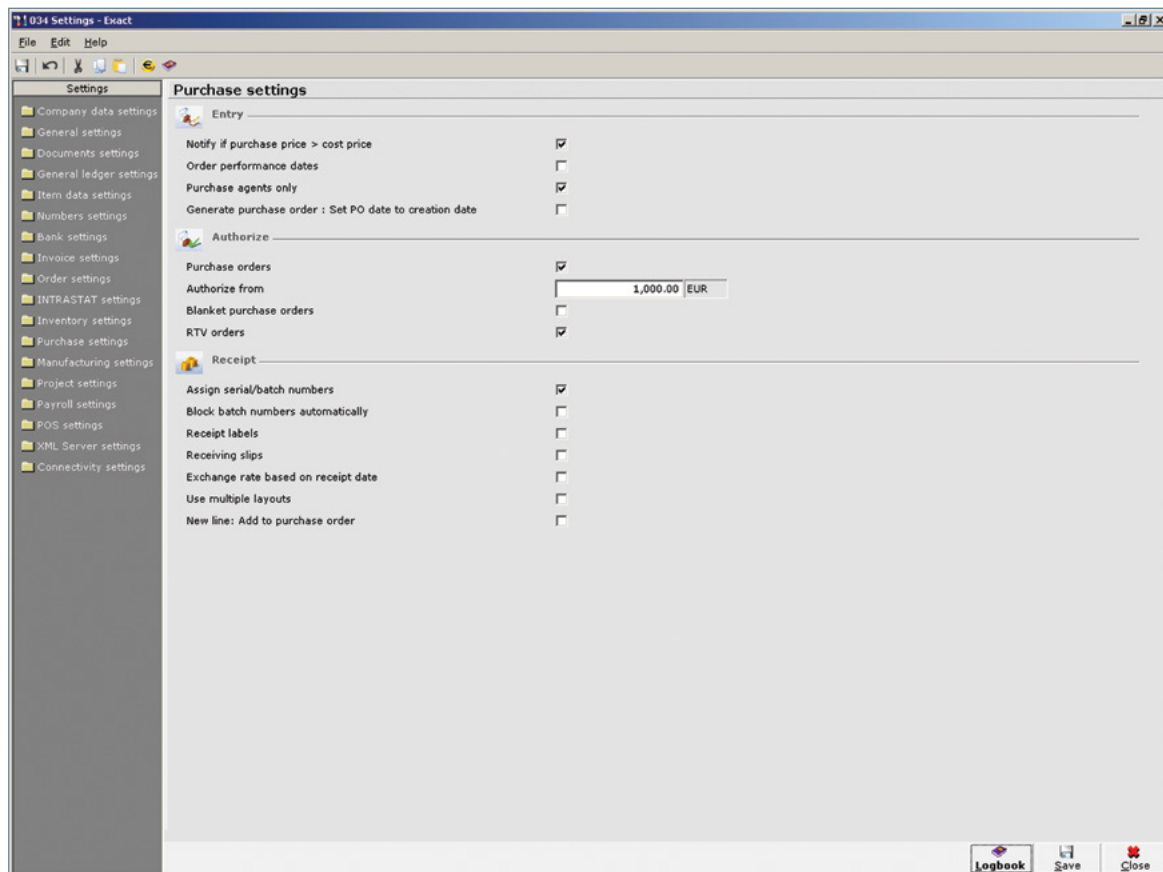 034 Settings - Exact
File Edit Help
Settings
Company data settings
General settings
Documents settings
General ledger settings
Item data settings
Numbers settings
Bank settings
Invoice settings
Order settings
INTRASTAT settings
Inventory settings
Purchase settings
Manufacturing settings
Project settings
Payroll settings
POS settings
XML Server settings
Connectivity settings
Purchase settings
Entry
Notify if purchase price > cost price
Order performance dates
Purchase agents only
Generate purchase order : Set PO date to creation date
Authorize
Purchase orders
Authorize from 1,000.00 EUR
Blanket purchase orders
RTV orders
Receipt
Assign serial/batch numbers
Block batch numbers automatically
Receipt labels
Receiving slips
Exchange rate based on receipt date
Use multiple layouts
New line: Add to purchase order
Logbook Save Close